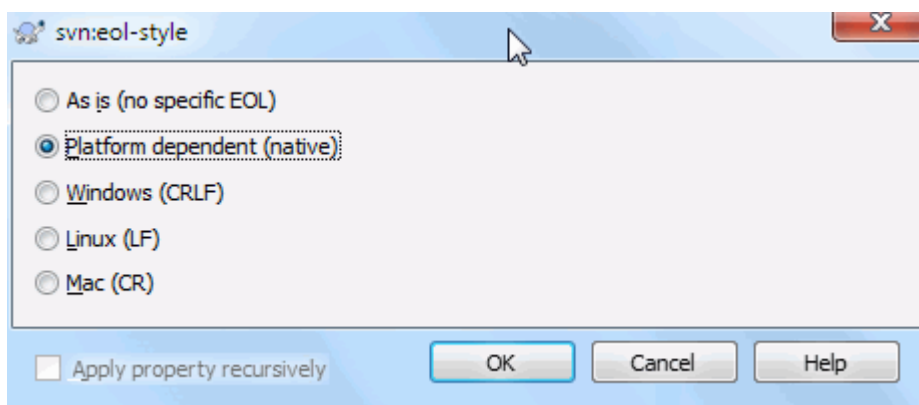 svn:eol-style
As is (no specific EOL)
Platform dependent (native)
Windows (CRLF)
Linux (LF)
Mac (CR)
Apply property recursively
OK
Cancel
Help